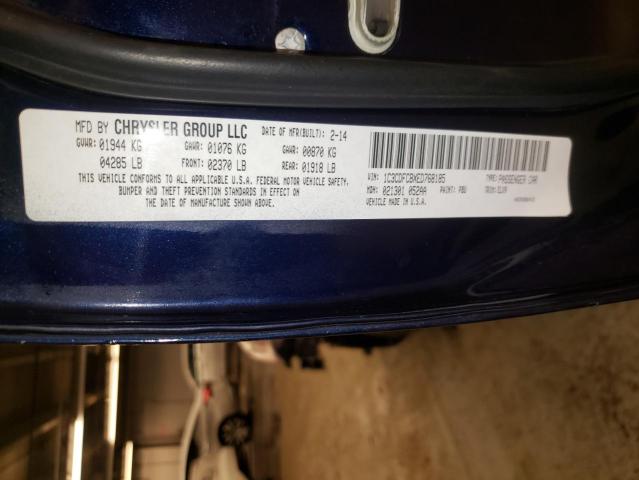 MFD BY CHRYSLER GROUP LLC DATE OF MFR(BUILT): 2-14
GVWR: 01944 KG GAWR: 01076 KG GAWR: 00870 KG
04285 LB FRONT: 02370 LB REAR: 01918 LB
THIS VEHICLE CONFORMS TO ALL APPLICABLE U.S.A. FEDERAL MOTOR VEHICLE SAFETY,
BUMPER AND THEFT PREVENTION STANDARDS IN EFFECT ON
THE DATE OF MANUFACTURE SHOWN ABOVE.
VIN: 1C3CDFCBXED768105 TYPE: PASSENGER CAR
MDH: 021301 052AA PAINT: PBU TRIM:
VEHICLE MADE IN U.S.A.